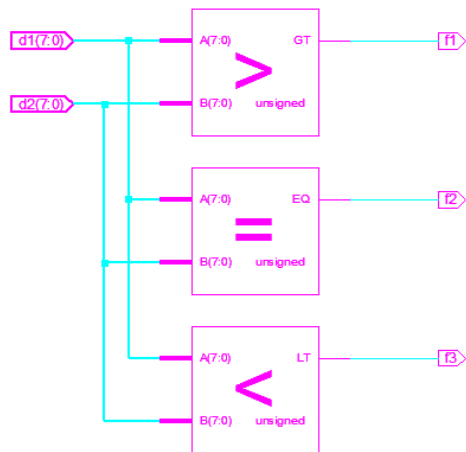 d1(7:0)
d2(7:0)
A(7:0) GT
>
B(7:0) unsigned
f1
A(7:0) EQ
=
B(7:0) unsigned
f2
A(7:0) LT
<
B(7:0) unsigned
f3